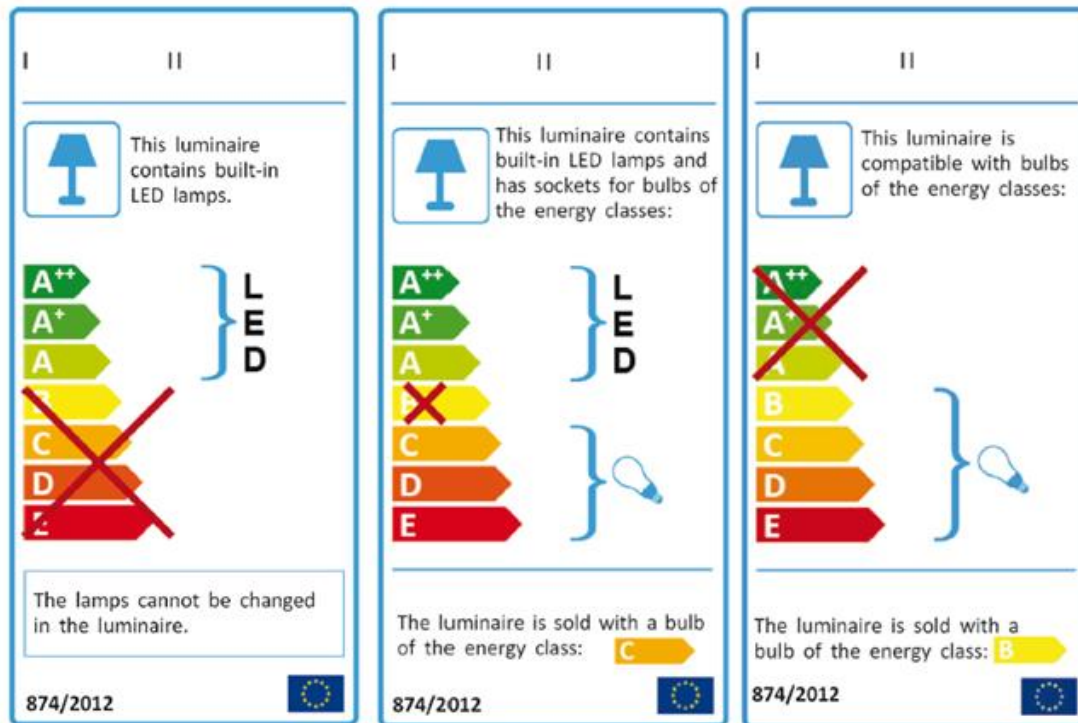 I II
This luminaire
contains built-in
LED lamps.
A++
A+
A
B
C
D
E
L
E
D
The lamps cannot be changed
in the luminaire.
874/2012
I II
This luminaire contains
built-in LED lamps and
has sockets for bulbs of
the energy classes:
A++
A+
A
B
C
D
E
L
E
D
The luminaire is sold with a bulb
of the energy class: C
874/2012
I II
This luminaire is
compatible with bulbs
of the energy classes:
A++
A+
A
B
C
D
E
The luminaire is sold with a
bulb of the energy class: B
874/2012